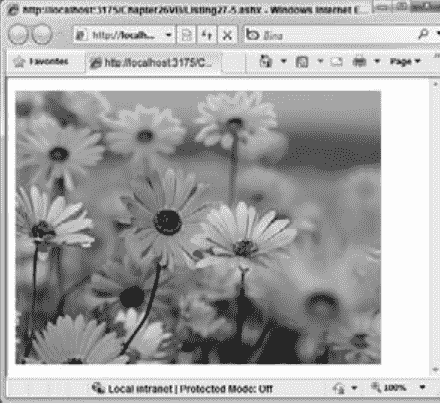 http://localhost:3175/Chapter26VB/Listing27-5.ashx - Windows Internet E...
http://localh...
Bing
Favorites
http://localhost:3175/C...
Page
Local intranet | Protected Mode: Off
100%